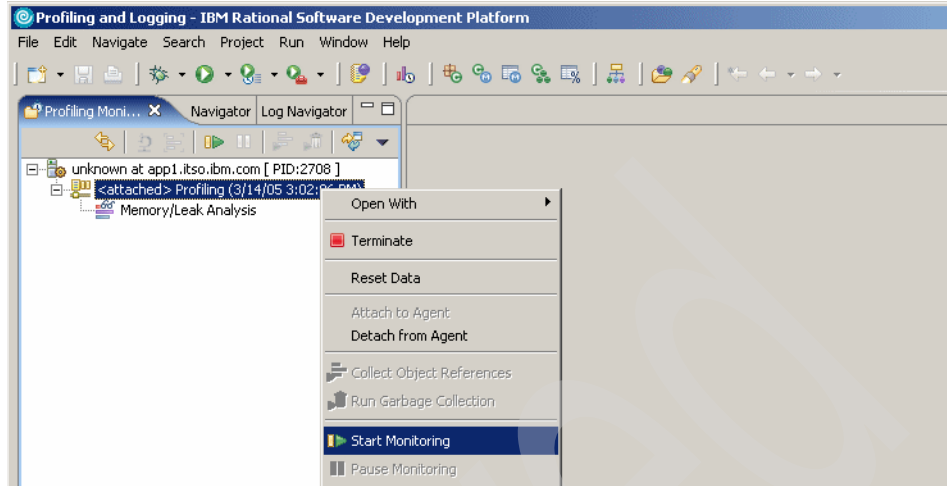 Profiling and Logging - IBM Rational Software Development Platform
File Edit Navigate Search Project Run Window Help
Profiling Moni... Navigator Log Navigator
unknown at app1.itso.ibm.com [ PID:2708 ]
<attached> Profiling (3/14/05 3:02:06 PM)
Memory/Leak Analysis
Open With
Terminate
Reset Data
Attach to Agent
Detach from Agent
Collect Object References
Run Garbage Collection
Start Monitoring
Pause Monitoring